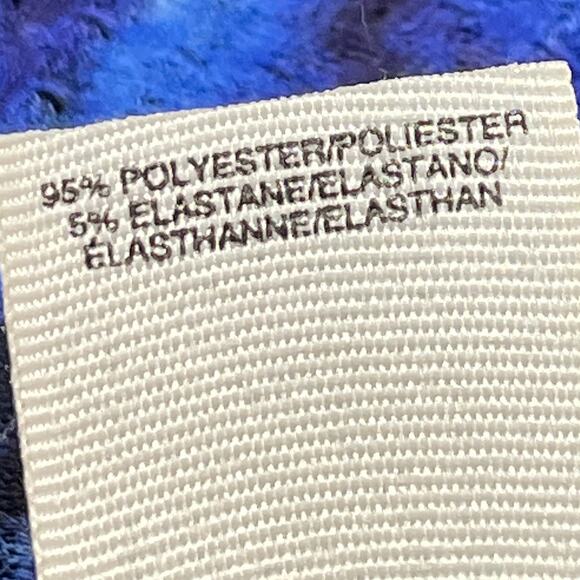 95% POLYESTER/POLIESTER
5% ELASTANE/ELASTANO/
ÉLASTHANNE/ELASTHAN